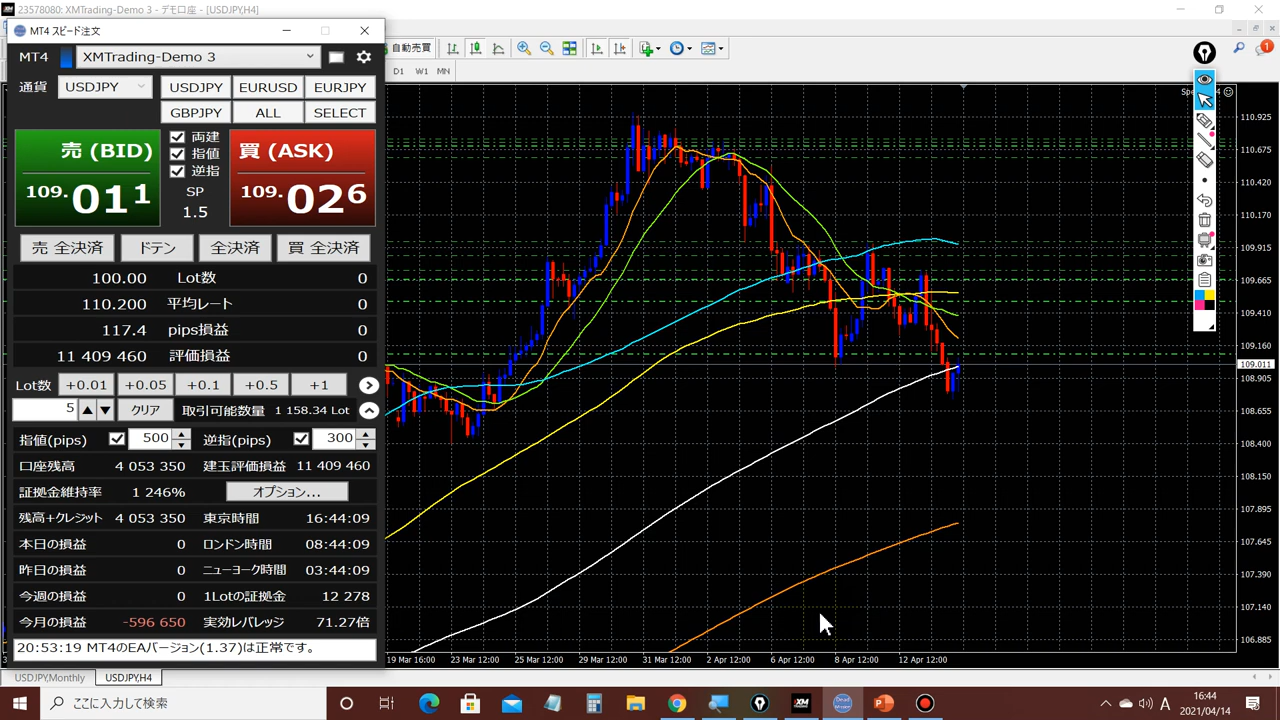 23578080: XMTrading-Demo 3 - デモ口座 - [USDJPY,H4]
MT4 スピード注文
自動売買
MT4 XMTrading-Demo 3
D1 W1 MN
通貨 USDJPY USDJPY EURUSD EURJPY
GBPJPY ALL SELECT
売 (BID)
109.011
両建
指値
逆指
SP
1.5
買 (ASK)
109.026
売 全決済 ドテン 全決済 買 全決済
100.00 Lot数 0
110.200 平均レート 0
117.4 pips損益 0
11 409 460 評価損益 0
Lot数 +0.01 +0.05 +0.1 +0.5 +1
5 クリア 取引可能数量 1 158.34 Lot
指値(pips) 500 逆指(pips) 300
口座残高 4 053 350 建玉評価損益 11 409 460
証拠金維持率 1 246% オプション...
残高+クレジット 4 053 350 東京時間 16:44:09
本日の損益 0 ロンドン時間 08:44:09
昨日の損益 0 ニューヨーク時間 03:44:09
今週の損益 0 1Lotの証拠金 12 278
今月の損益 -596 650 実効レバレッジ 71.27倍
20:53:19 MT4のEAバージョン(1.37)は正常です。
110.925
110.675
110.420
110.170
109.915
109.665
109.410
109.160
109.011
108.905
108.655
108.400
108.150
107.895
107.645
107.390
107.140
106.885
19 Mar 16:00 23 Mar 12:00 25 Mar 12:00 29 Mar 12:00 31 Mar 12:00 2 Apr 12:00 6 Apr 12:00 8 Apr 12:00 12 Apr 12:00
USDJPY,Monthly USDJPY,H4
ここに入力して検索
A
16:44
2021/04/14